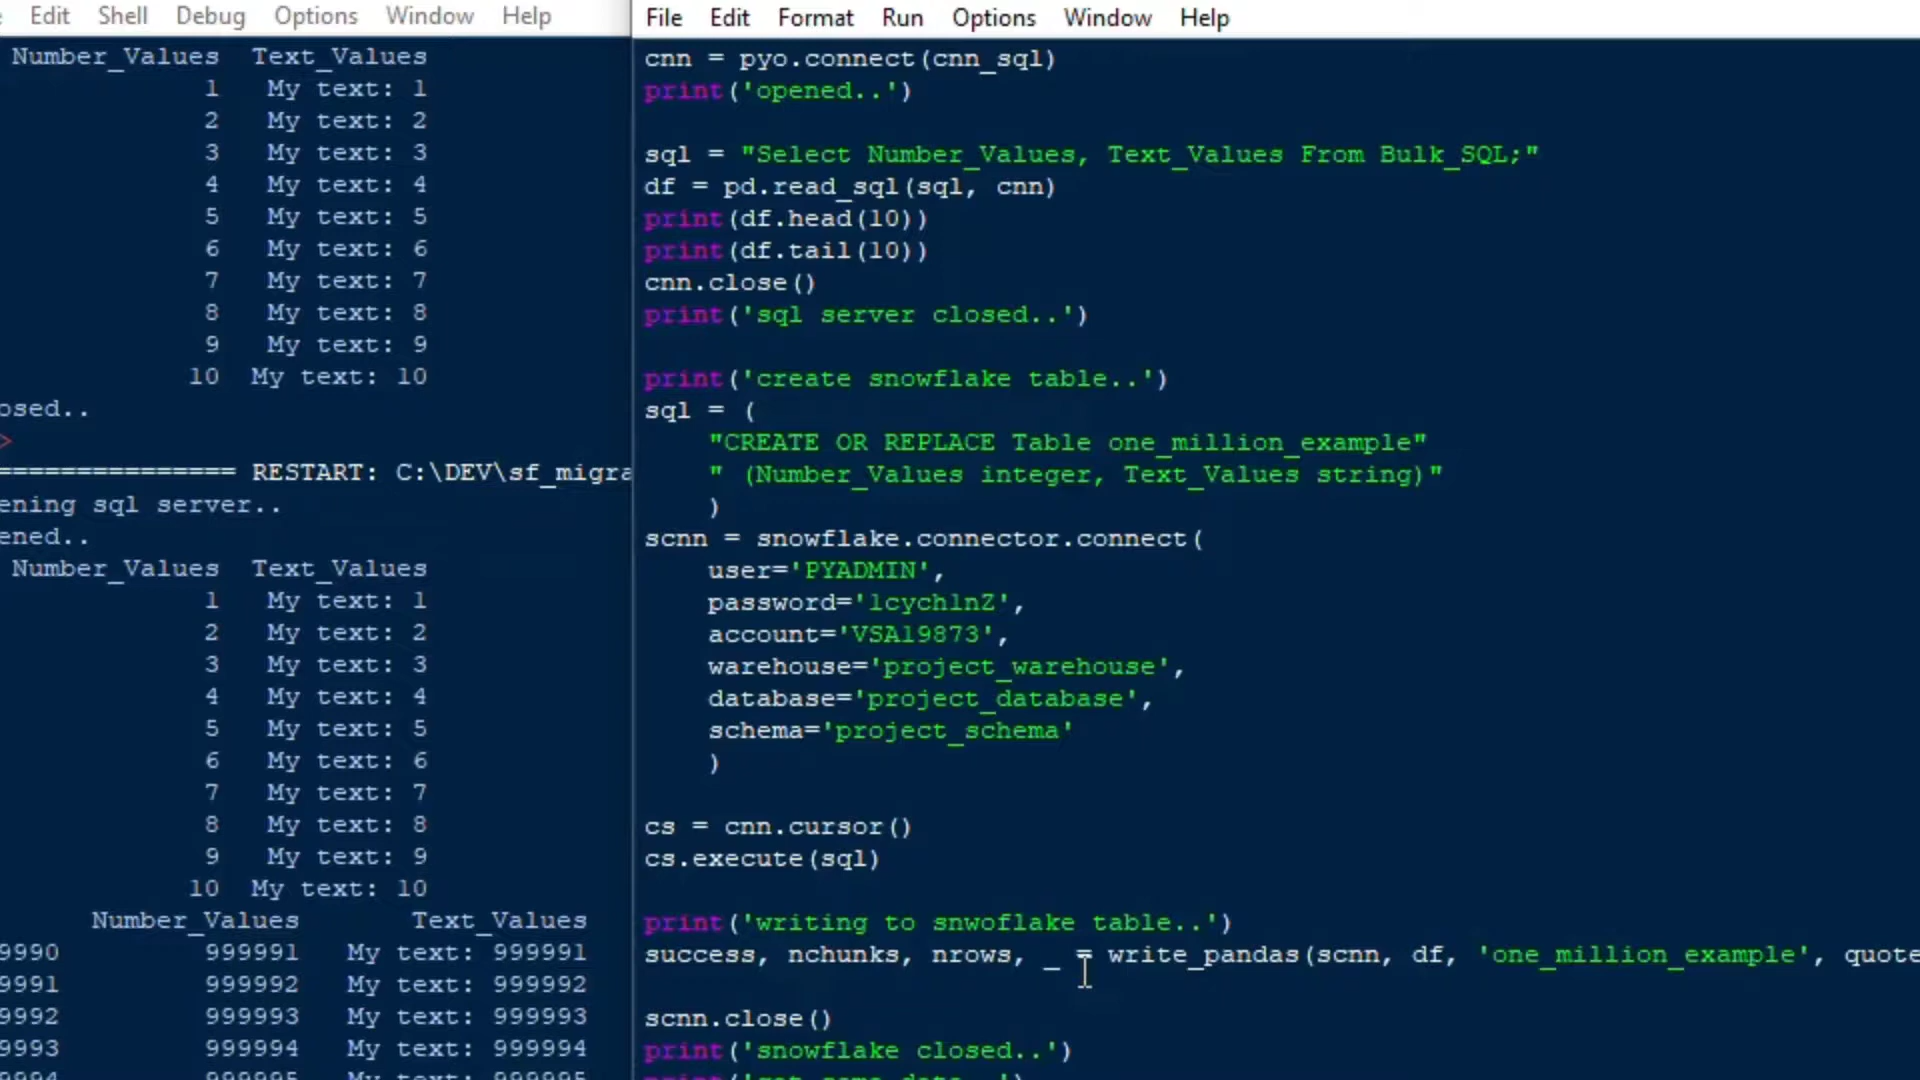 Edit Shell Debug Options Window Help
Number_Values Text_Values
1 My text: 1
2 My text: 2
3 My text: 3
4 My text: 4
5 My text: 5
6 My text: 6
7 My text: 7
8 My text: 8
9 My text: 9
10 My text: 10
osed..
>
=============== RESTART: C:\DEV\sf_migra
ening sql server..
ened..
Number_Values Text_Values
1 My text: 1
2 My text: 2
3 My text: 3
4 My text: 4
5 My text: 5
6 My text: 6
7 My text: 7
8 My text: 8
9 My text: 9
10 My text: 10
Number_Values Text_Values
9990 999991 My text: 999991
9991 999992 My text: 999992
9992 999993 My text: 999993
9993 999994 My text: 999994
9994 999995 My text: 999995
File Edit Format Run Options Window Help
cnn = pyo.connect(cnn_sql)
print('opened..')
sql = "Select Number_Values, Text_Values From Bulk_SQL;"
df = pd.read_sql(sql, cnn)
print(df.head(10))
print(df.tail(10))
cnn.close()
print('sql server closed..')
print('create snowflake table..')
sql = (
"CREATE OR REPLACE Table one_million_example"
" (Number_Values integer, Text_Values string)"
)
scnn = snowflake.connector.connect(
user='PYADMIN',
password='lcychlnZ',
account='VSA19873',
warehouse='project_warehouse',
database='project_database',
schema='project_schema'
)
cs = cnn.cursor()
cs.execute(sql)
print('writing to snwoflake table..')
success, nchunks, nrows, _ = write_pandas(scnn, df, 'one_million_example', quote
scnn.close()
print('snowflake closed..')
print('get some data..')